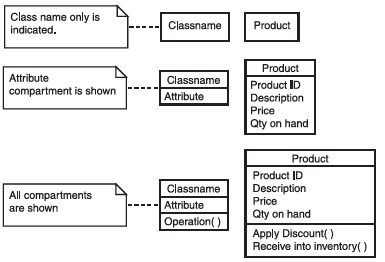 Class name only is
indicated.
Classname
Product
Attribute
compartment is shown
Classname
Attribute
Product
Product ID
Description
Price
Qty on hand
All compartments
are shown
Classname
Attribute
Operation( )
Product
Product ID
Description
Price
Qty on hand
Apply Discount( )
Receive into inventory( )